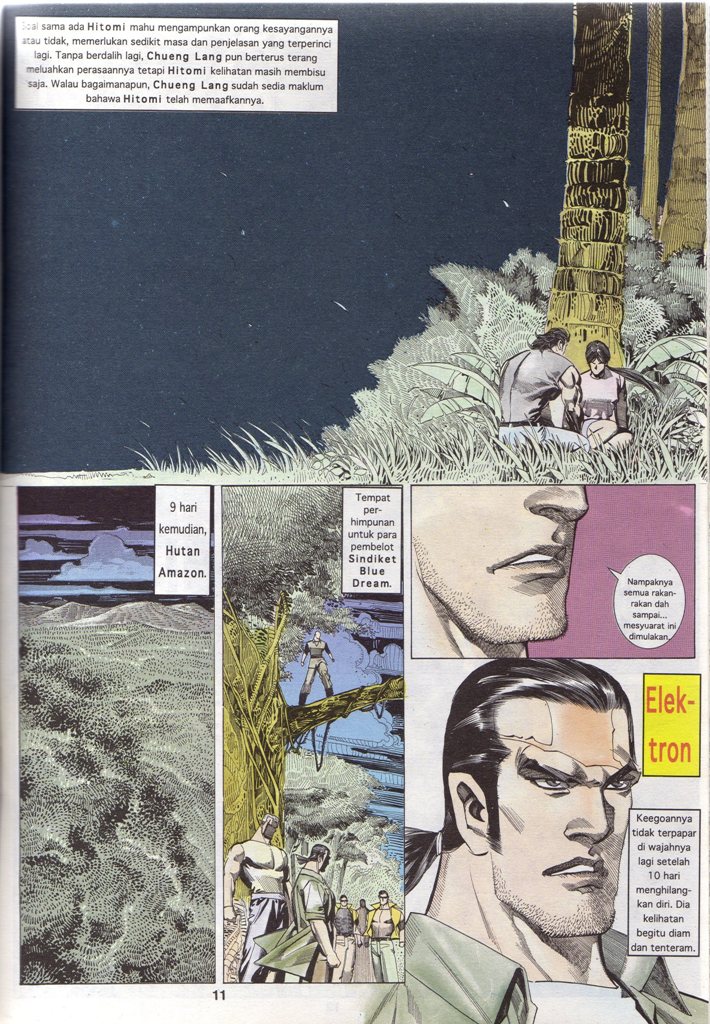 sama ada Hitomi mahu mengampunkan orang kesayangannya
atau tidak, memerlukan sedikit masa dan penjelasan yang terperinci
lagi. Tanpa berdalih lagi, Chueng Lang pun berterus terang
meluahkan perasaannya tetapi Hitomi kelihatan masih membisu
saja. Walau bagaimanapun, Chueng Lang sudah sedia maklum
bahawa Hitomi telah memaafkannya.
9 hari
kemudian,
Hutan
Amazon.
Tempat
per-
himpunan
untuk para
pembelot
Sindiket
Blue
Dream.
Nampaknya
semua rakan-
rakan dah
sampai...
mesyuarat ini
dimulakan.
Elek-
tron
Keegoannya
tidak terpapar
di wajahnya
lagi setelah
10 hari
menghilang-
kan diri. Dia
kelihatan
begitu diam
dan tenteram.
11